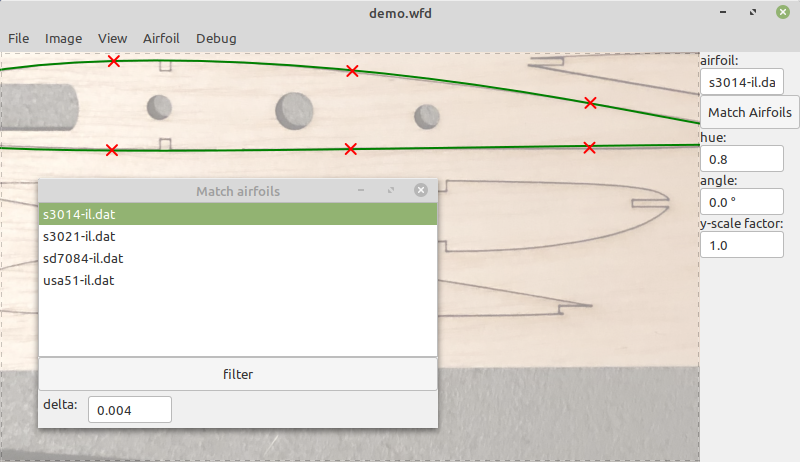 demo.wfd
File Image View Airfoil Debug
airfoil:
s3014-il.da
Match Airfoils
hue:
0.8
angle:
0.0 °
y-scale factor:
1.0
Match airfoils
s3014-il.dat
s3021-il.dat
sd7084-il.dat
usa51-il.dat
filter
delta: 0.004